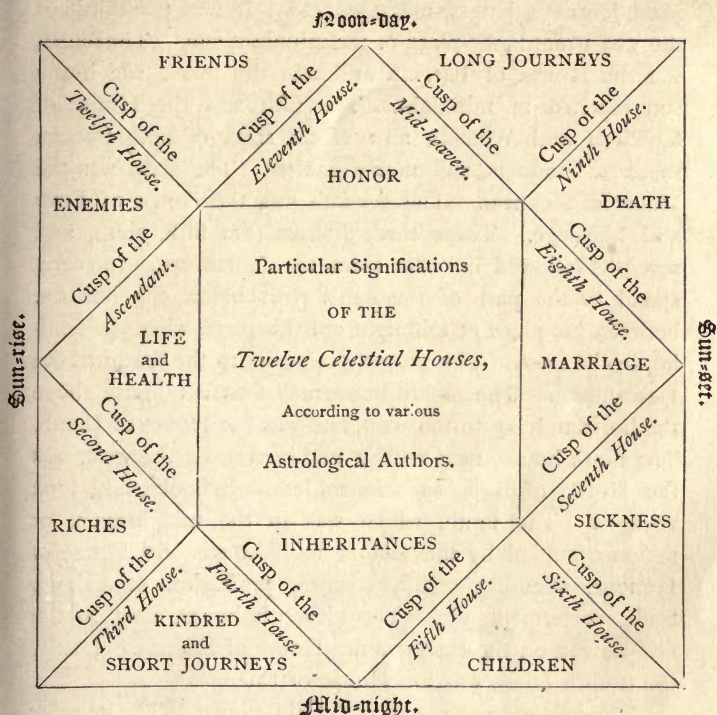 Noon=day.
FRIENDS
LONG JOURNEYS
Cusp of the
Twelfth House.
Cusp of the
Eleventh House.
Cusp of the
Mid-heaven.
Cusp of the
Ninth House.
HONOR
ENEMIES
DEATH
Cusp of the
Ascendant.
Cusp of the
Eighth House.
Particular Significations
OF THE
Twelve Celestial Houses,
According to var.ous
Astrological Authors.
Sun=rise.
LIFE
and
HEALTH
MARRIAGE
Sun=set.
Cusp of the
Second House.
Cusp of the
Seventh House.
RICHES
SICKNESS
INHERITANCES
Cusp of the
Third House.
Cusp of the
Fourth House.
Cusp of the
Fifth House.
Cusp of the
Sixth House.
KINDRED
and
SHORT JOURNEYS
CHILDREN
Mid=night.